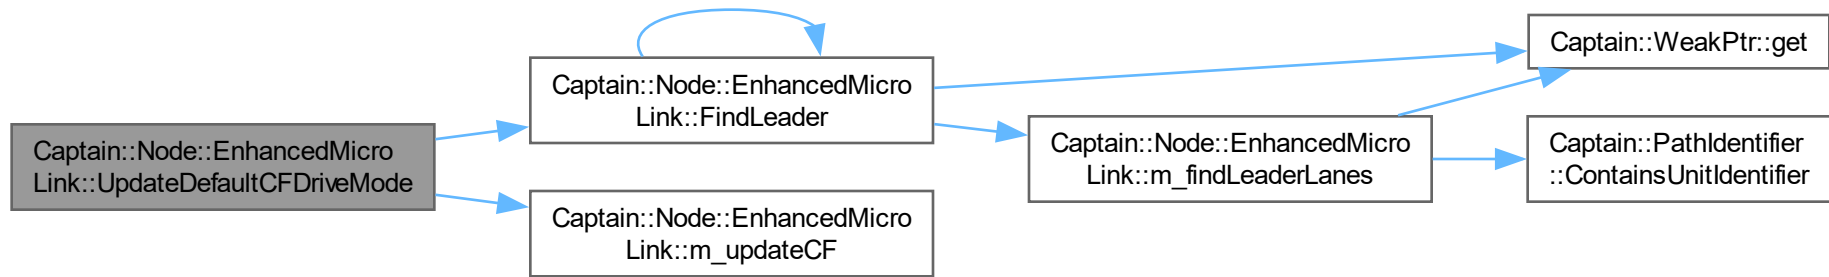 Captain::Node::EnhancedMicro
Link::UpdateDefaultCFDriveMode
Captain::Node::EnhancedMicro
Link::FindLeader
Captain::WeakPtr::get
Captain::Node::EnhancedMicro
Link::m_findLeaderLanes
Captain::PathIdentifier
::ContainsUnitIdentifier
Captain::Node::EnhancedMicro
Link::m_updateCF